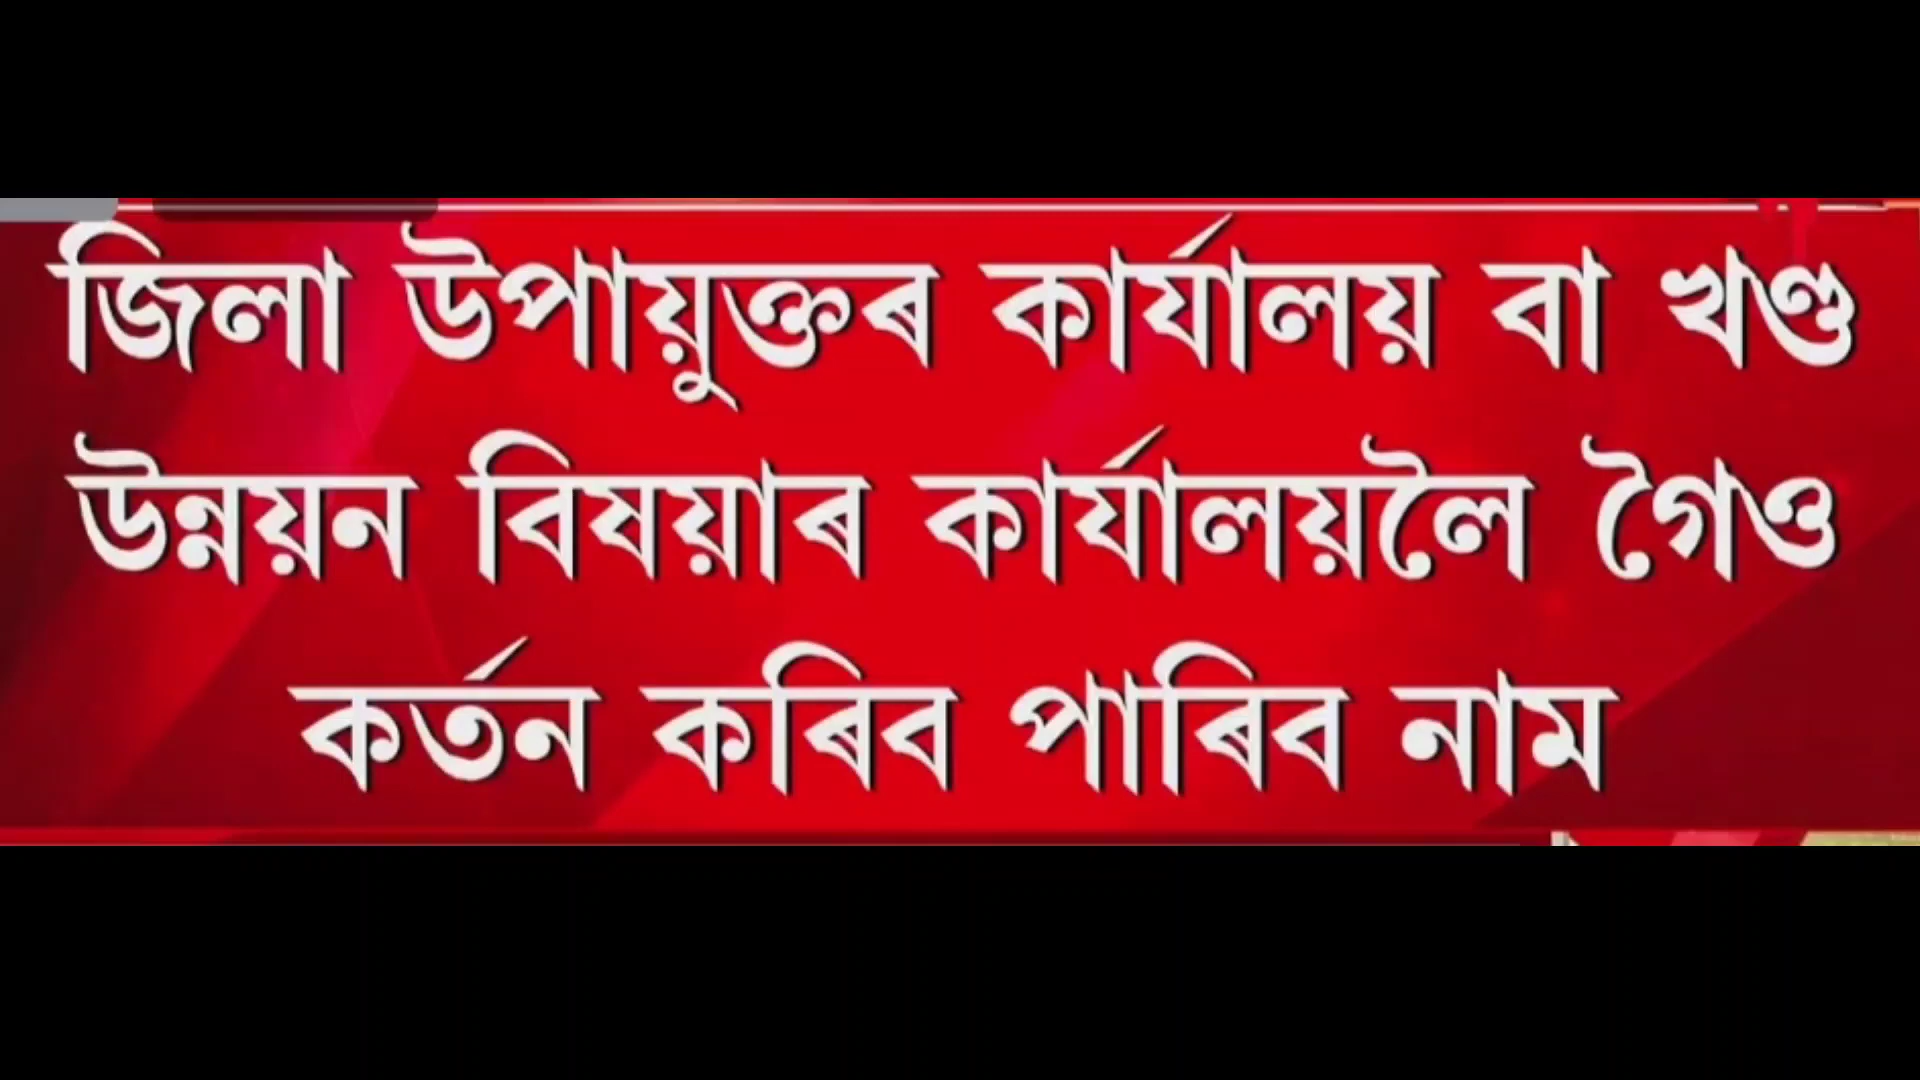 জিলা উপায়ুক্তৰ কাৰ্যালয় বা খণ্ড
উন্নয়ন বিষয়াৰ কাৰ্যালয়লৈ গৈও
কৰ্তন কৰিব পাৰিব নাম